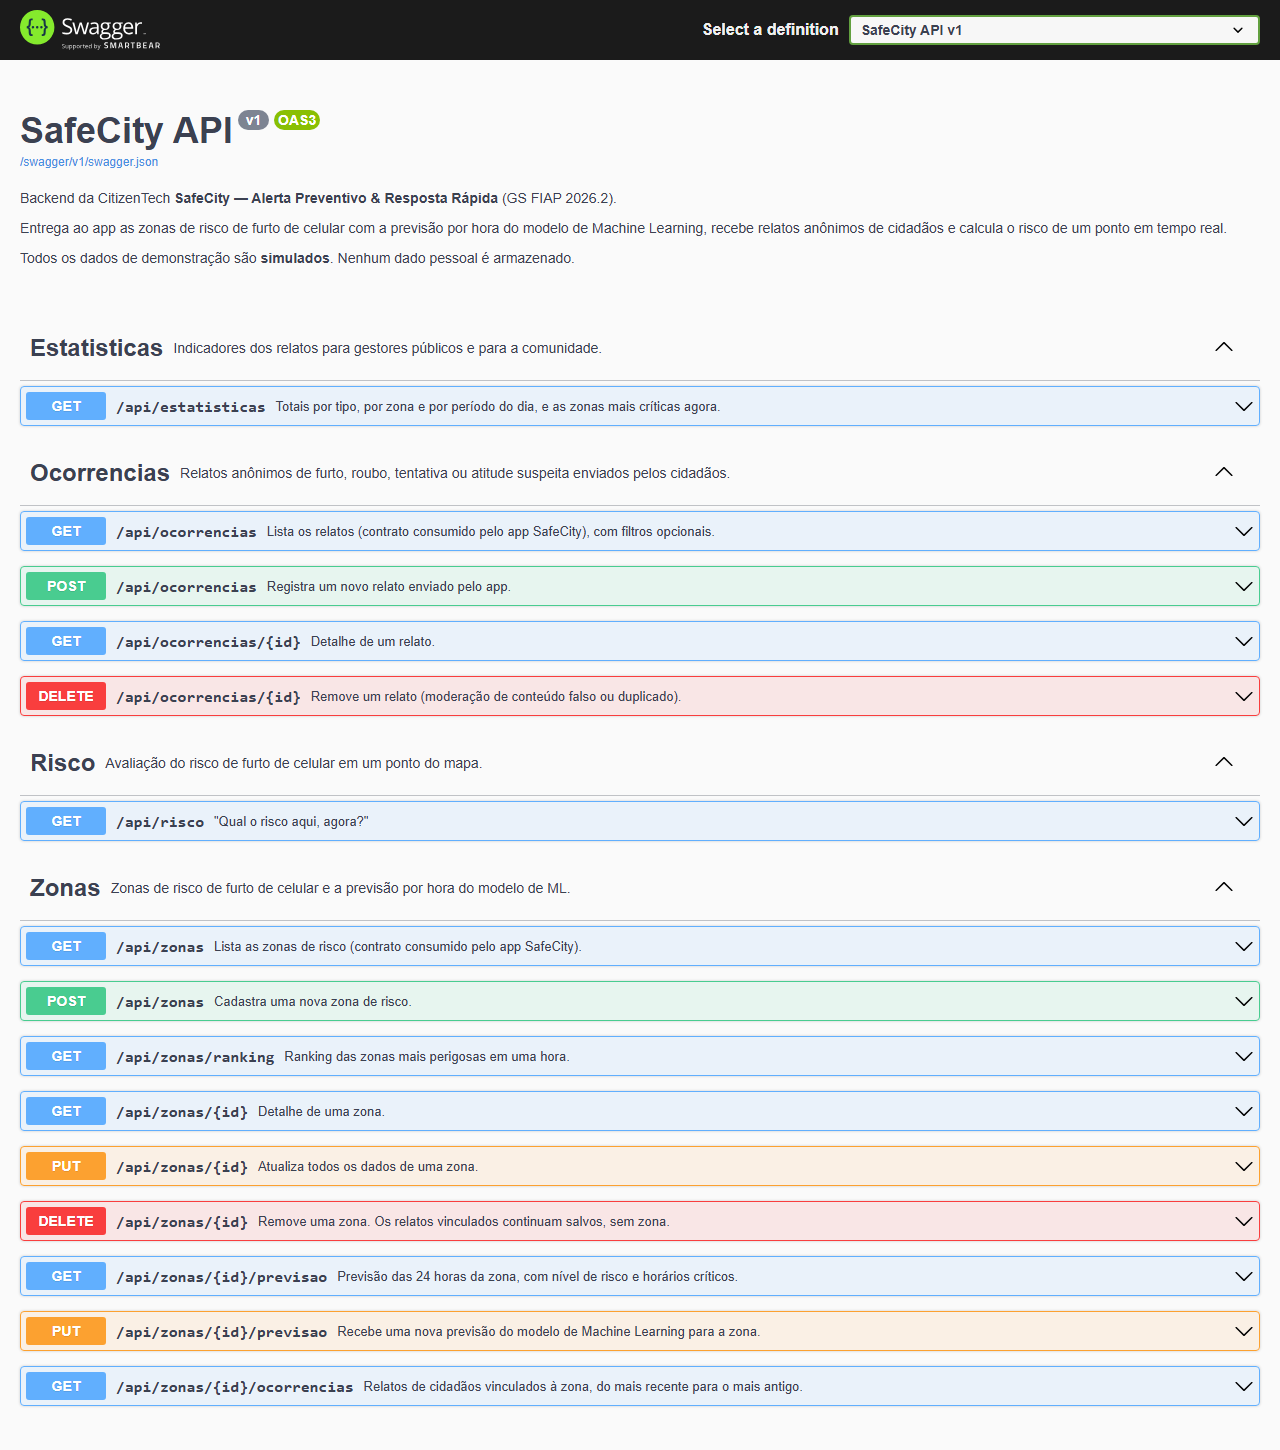 Swagger
Supported by SMARTBEAR
Select a definition
SafeCity API v1
SafeCity API v1 OAS3
/swagger/v1/swagger.json
Backend da CitizenTech SafeCity — Alerta Preventivo & Resposta Rápida (GS FIAP 2026.2).
Entrega ao app as zonas de risco de furto de celular com a previsão por hora do modelo de Machine Learning, recebe relatos anônimos de cidadãos e calcula o risco de um ponto em tempo real.
Todos os dados de demonstração são simulados. Nenhum dado pessoal é armazenado.
Estatisticas Indicadores dos relatos para gestores públicos e para a comunidade.
GET /api/estatisticas Totais por tipo, por zona e por período do dia, e as zonas mais críticas agora.
Ocorrencias Relatos anônimos de furto, roubo, tentativa ou atitude suspeita enviados pelos cidadãos.
GET /api/ocorrencias Lista os relatos (contrato consumido pelo app SafeCity), com filtros opcionais.
POST /api/ocorrencias Registra um novo relato enviado pelo app.
GET /api/ocorrencias/{id} Detalhe de um relato.
DELETE /api/ocorrencias/{id} Remove um relato (moderação de conteúdo falso ou duplicado).
Risco Avaliação do risco de furto de celular em um ponto do mapa.
GET /api/risco "Qual o risco aqui, agora?"
Zonas Zonas de risco de furto de celular e a previsão por hora do modelo de ML.
GET /api/zonas Lista as zonas de risco (contrato consumido pelo app SafeCity).
POST /api/zonas Cadastra uma nova zona de risco.
GET /api/zonas/ranking Ranking das zonas mais perigosas em uma hora.
GET /api/zonas/{id} Detalhe de uma zona.
PUT /api/zonas/{id} Atualiza todos os dados de uma zona.
DELETE /api/zonas/{id} Remove uma zona. Os relatos vinculados continuam salvos, sem zona.
GET /api/zonas/{id}/previsao Previsão das 24 horas da zona, com nível de risco e horários críticos.
PUT /api/zonas/{id}/previsao Recebe uma nova previsão do modelo de Machine Learning para a zona.
GET /api/zonas/{id}/ocorrencias Relatos de cidadãos vinculados à zona, do mais recente para o mais antigo.